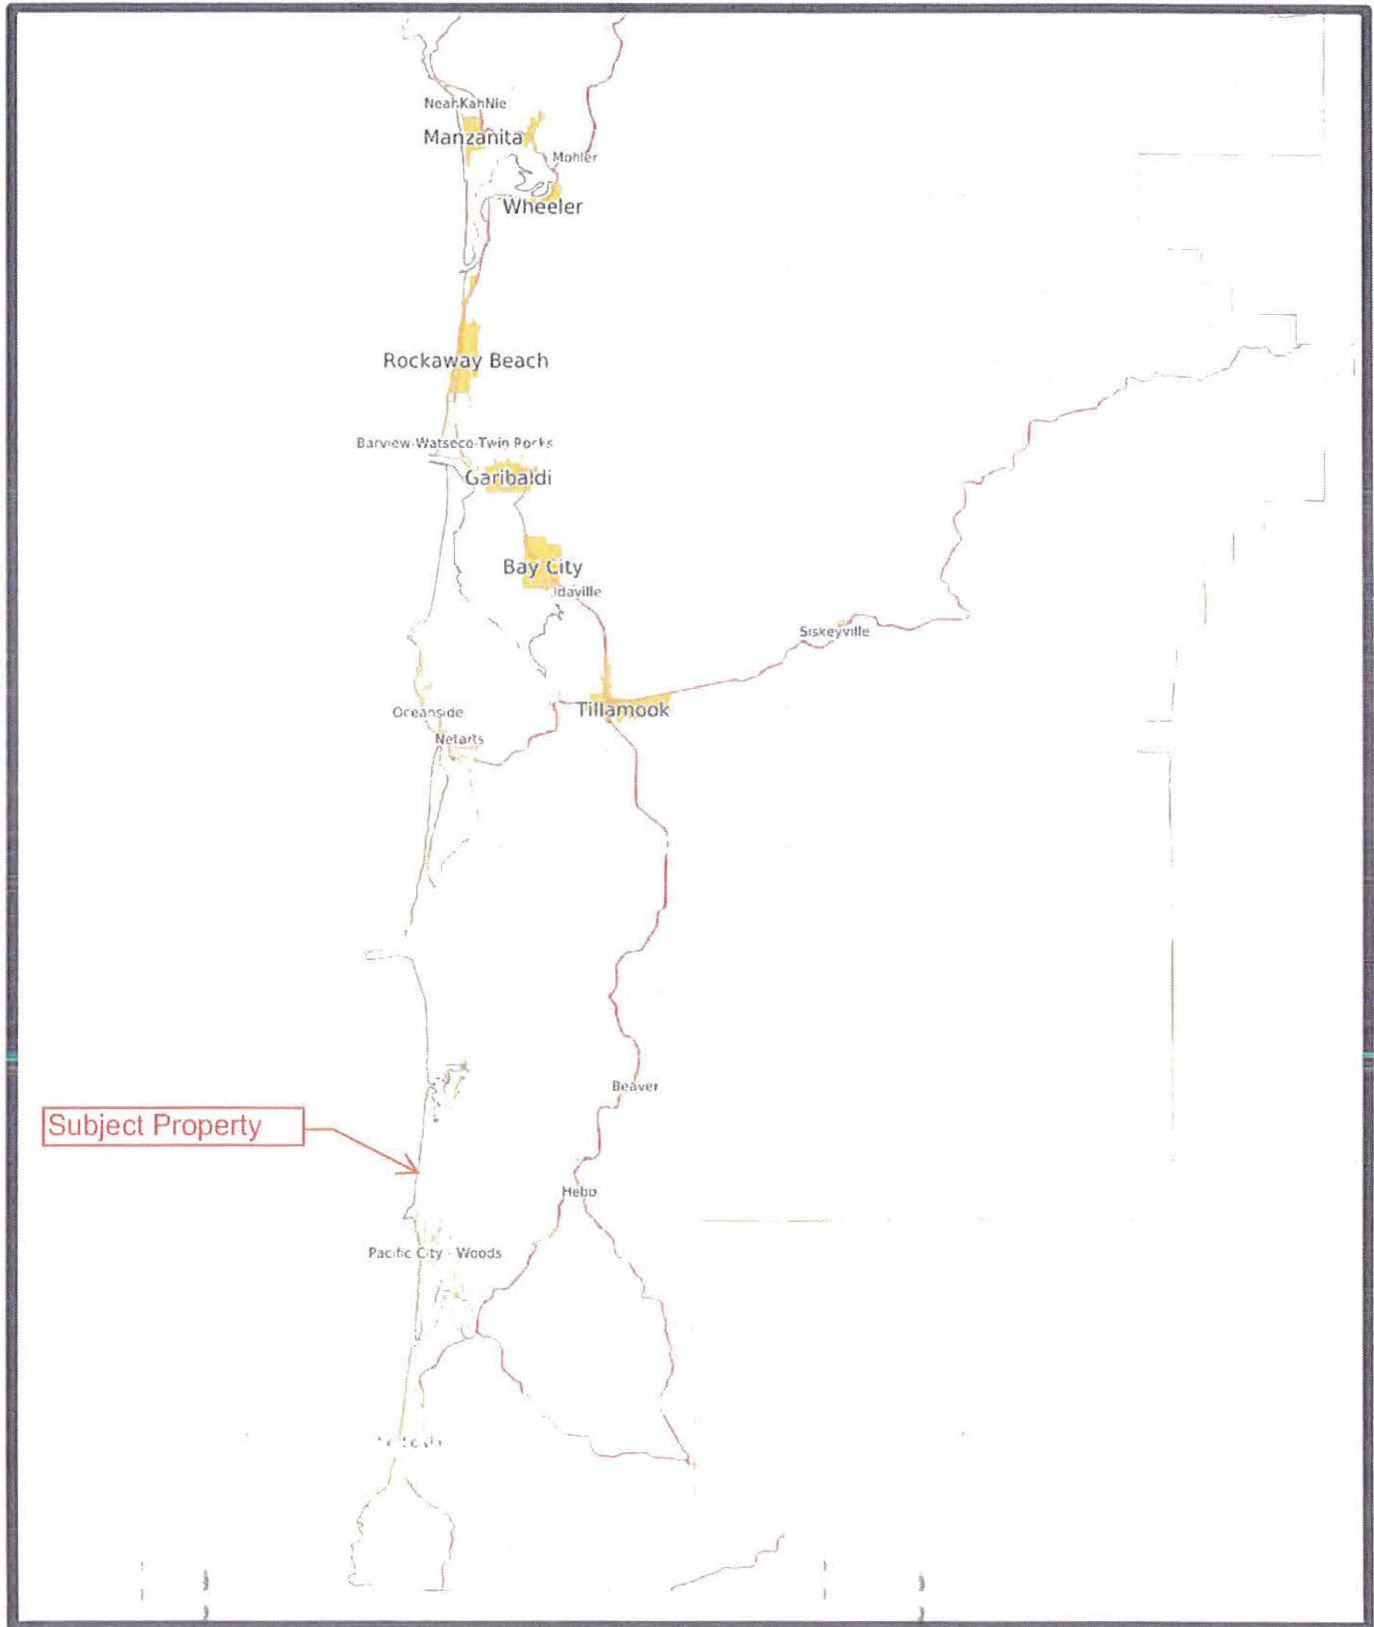 NeahKahNie
Manzanita
Mohler
Wheeler
Rockaway Beach
Barview-Watseco-Twin Rocks
Garibaldi
Bay City
Idaville
Siskeyville
Tillamook
Oceanside
Netarts
Beaver
Subject Property
Hebo
Pacific City - Woods